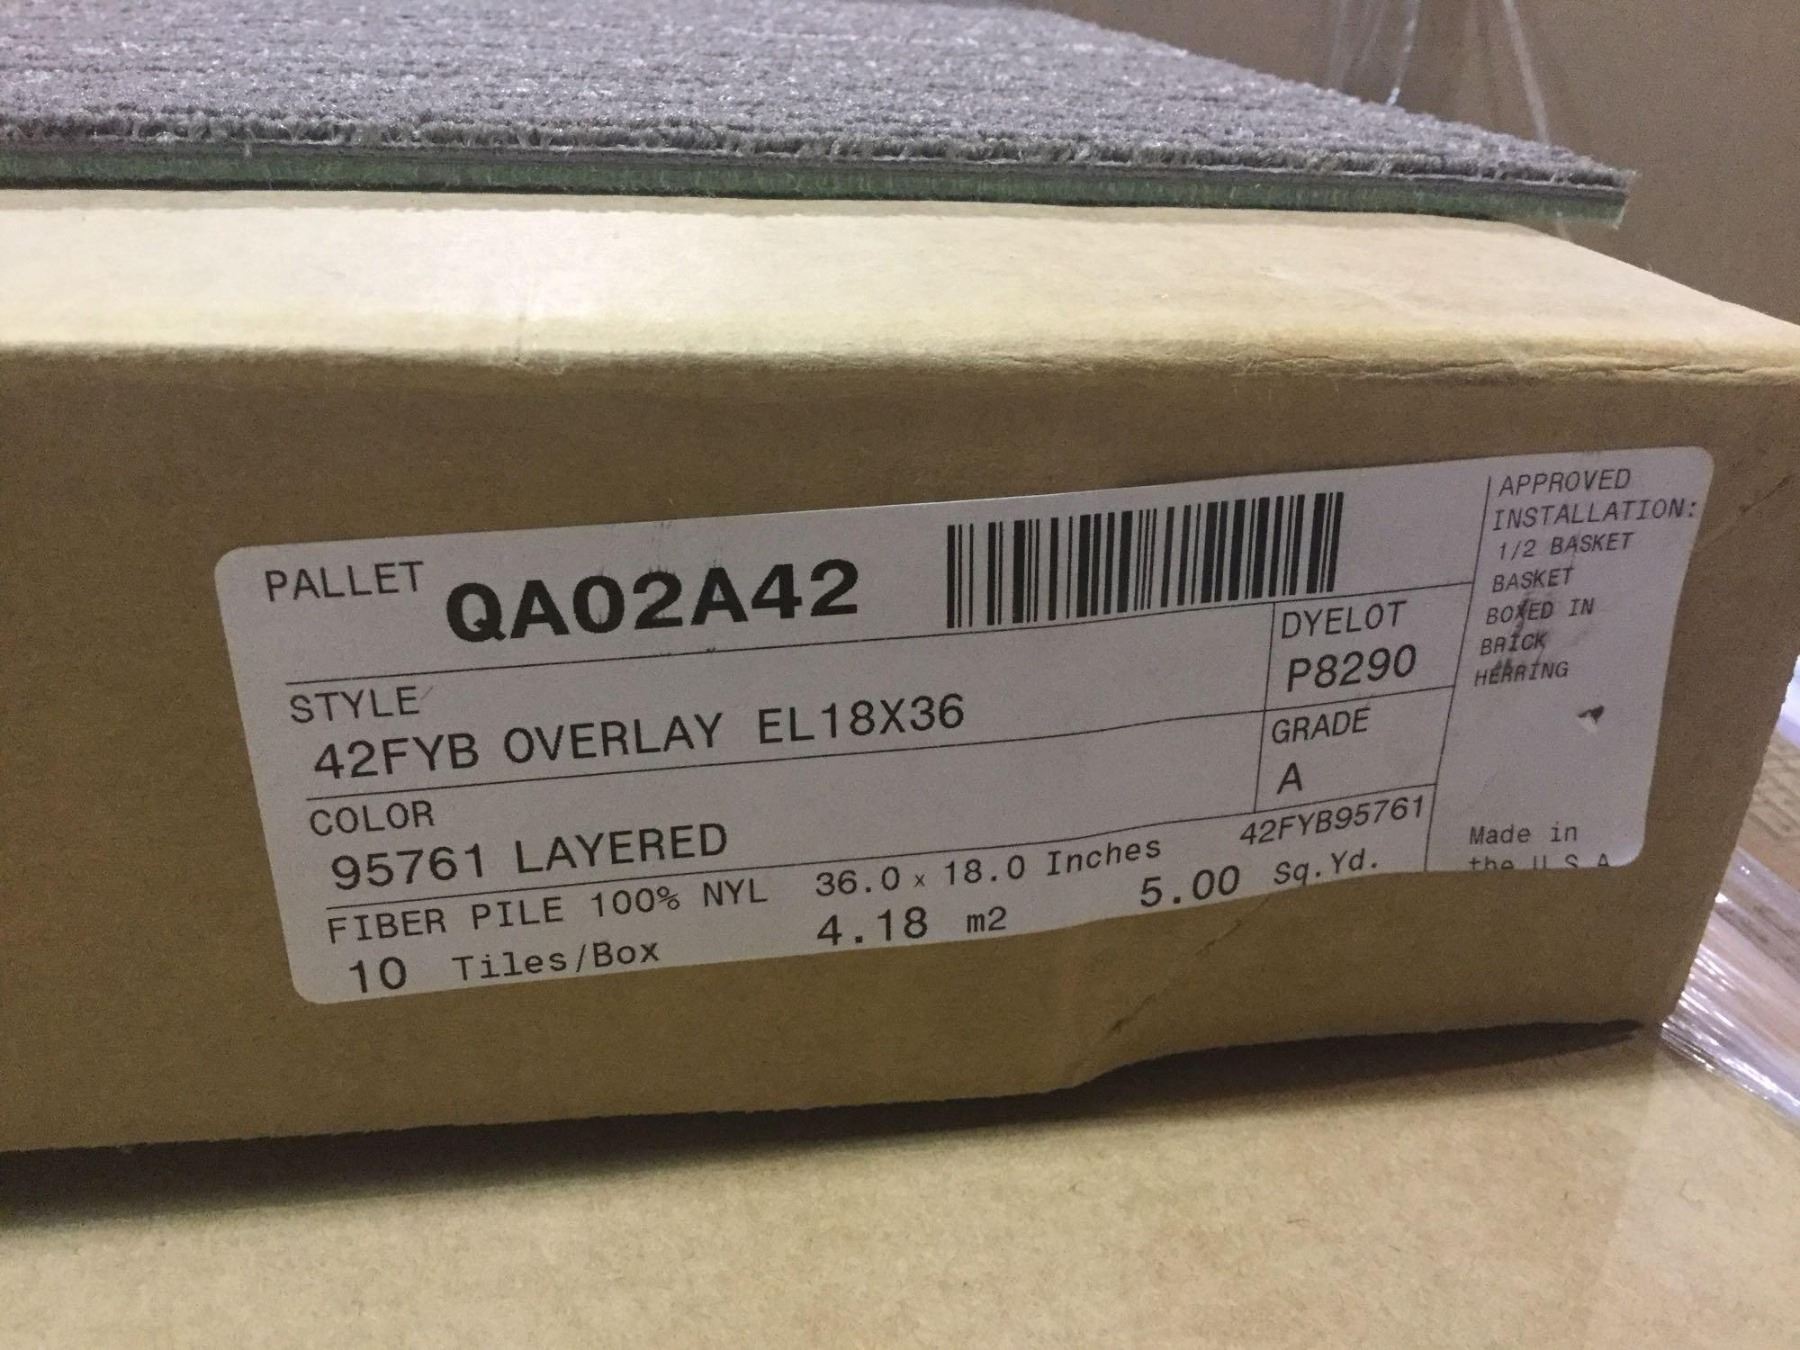 PALLET QA02A42
STYLE
42FYB OVERLAY EL18X36
DYELOT
P8290
COLOR
95761 LAYERED
GRADE
A
42FYB95761
FIBER PILE 100% NYL 36.0 x 18.0 Inches
10 Tiles/Box 4.18 m2 5.00 Sq.Yd.
APPROVED
INSTALLATION:
1/2 BASKET
BASKET
BOXED IN
BRICK
HERRING
Made in
the U S A